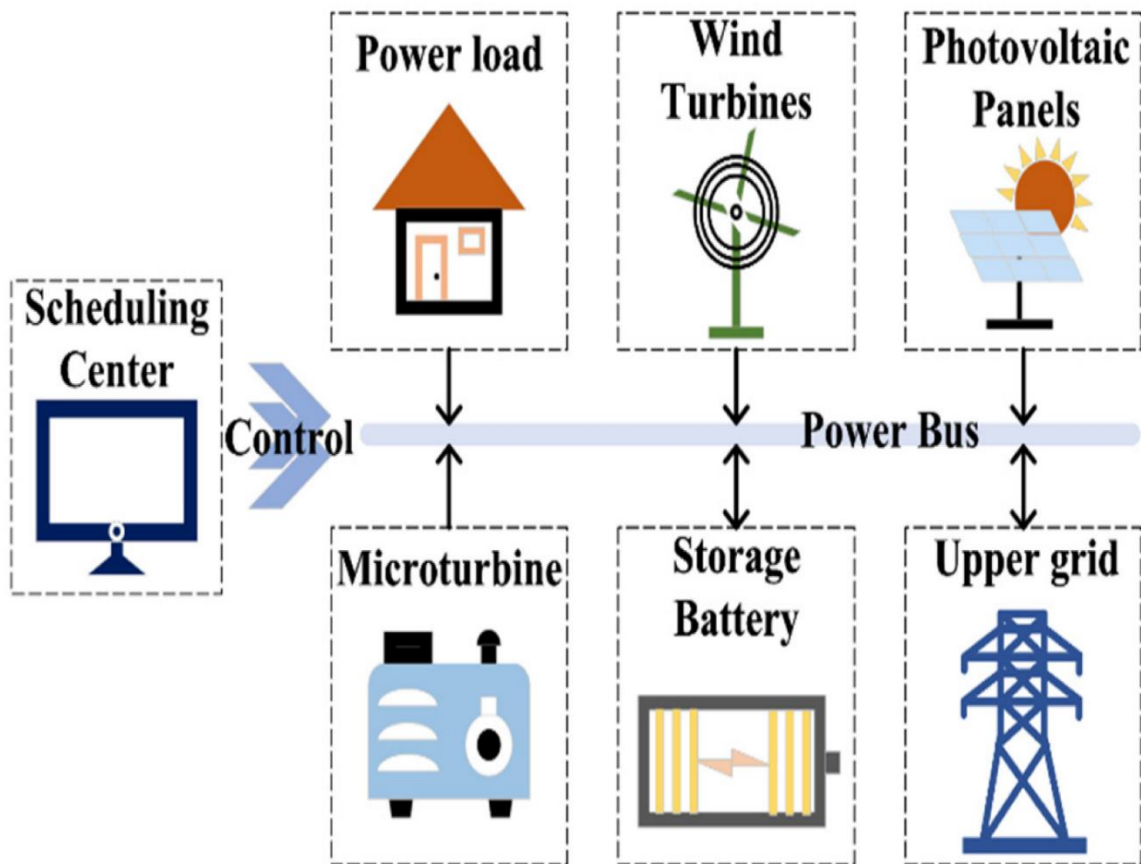 Power load
Wind
Turbines
Photovoltaic
Panels
Scheduling
Center
Control
Power Bus
Microturbine
Storage
Battery
Upper grid